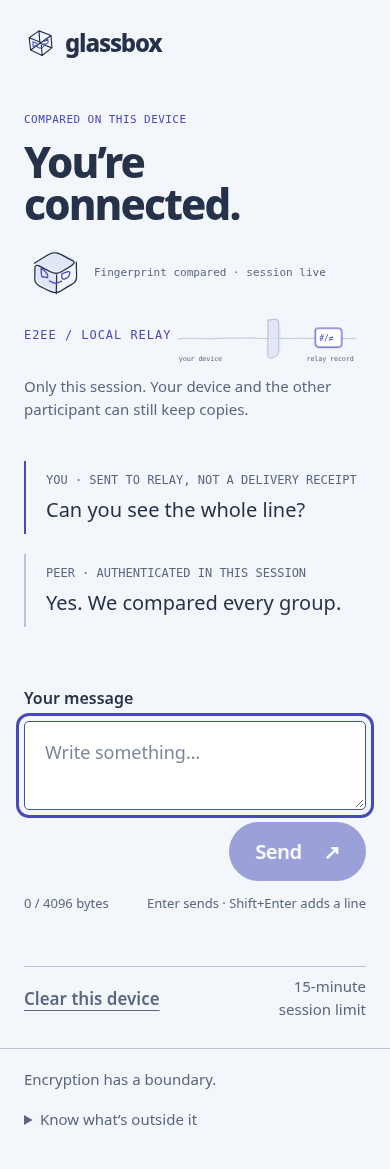 glassbox
COMPARED ON THIS DEVICE
You’re
connected.
Fingerprint compared · session live
E2EE / LOCAL RELAY
#/≠
your device
relay record
Only this session. Your device and the other
participant can still keep copies.
YOU · SENT TO RELAY, NOT A DELIVERY RECEIPT
Can you see the whole line?
PEER · AUTHENTICATED IN THIS SESSION
Yes. We compared every group.
Your message
Write something…
Send ↗
0 / 4096 bytes
Enter sends · Shift+Enter adds a line
Clear this device
15-minute
session limit
Encryption has a boundary.
Know what’s outside it